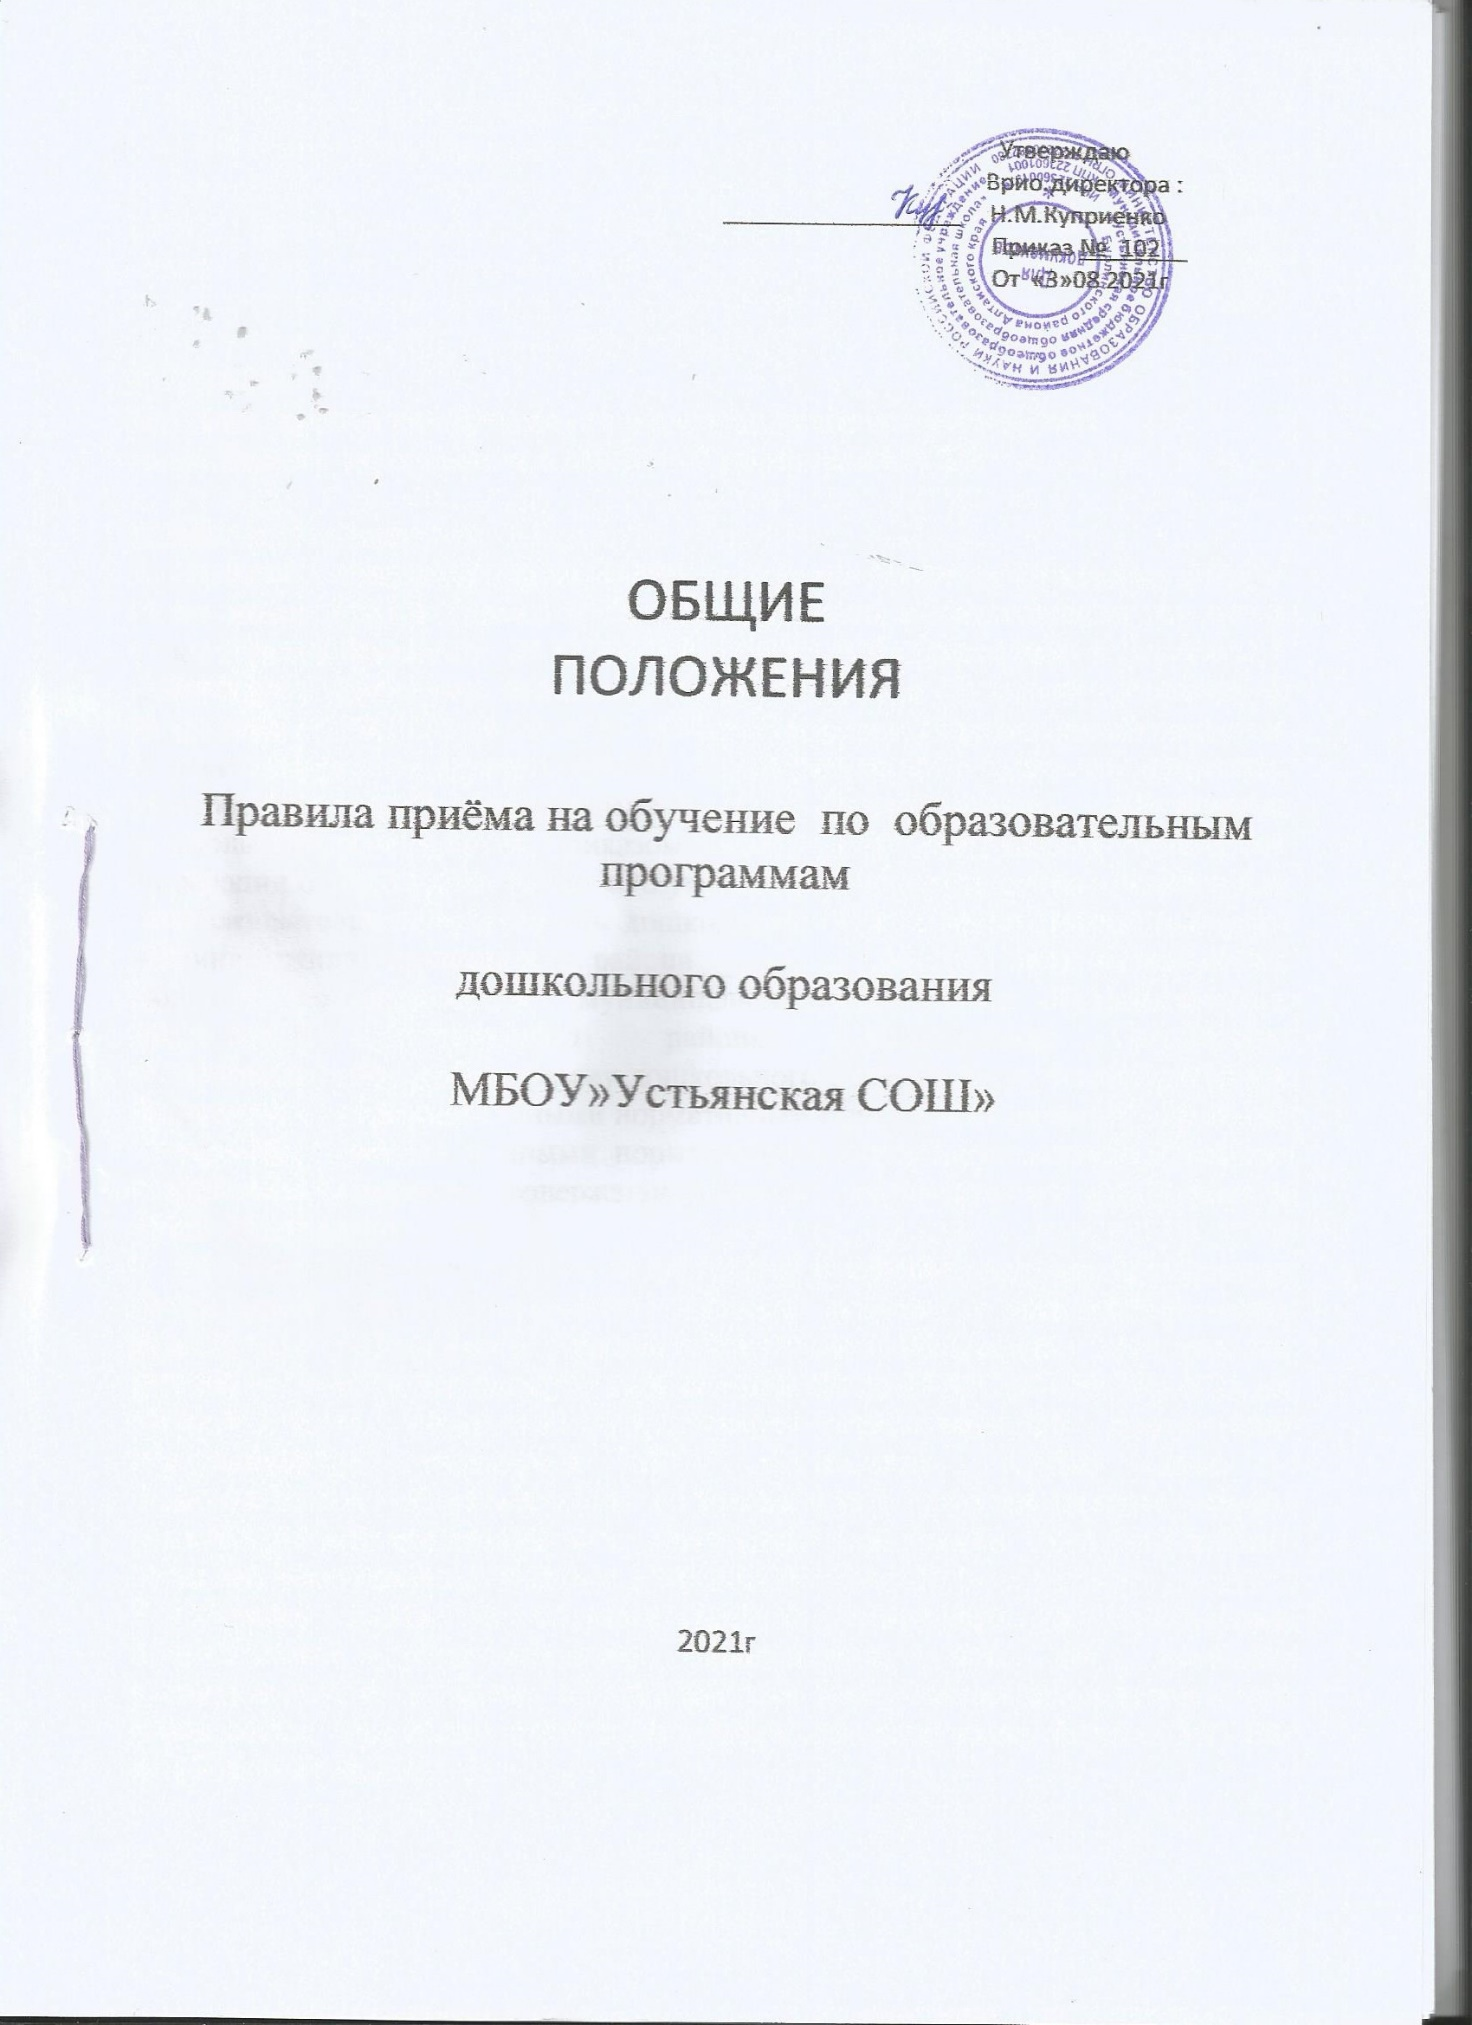 Утверждаю
Врио.директора :
Н.М.Куприенко
Приказ № 102
От «3»08.2021г
ОБЩИЕ
ПОЛОЖЕНИЯ
Правила приёма на обучение по образовательным
программам
дошкольного образования
МБОУ»Устьянская СОШ»
2021г